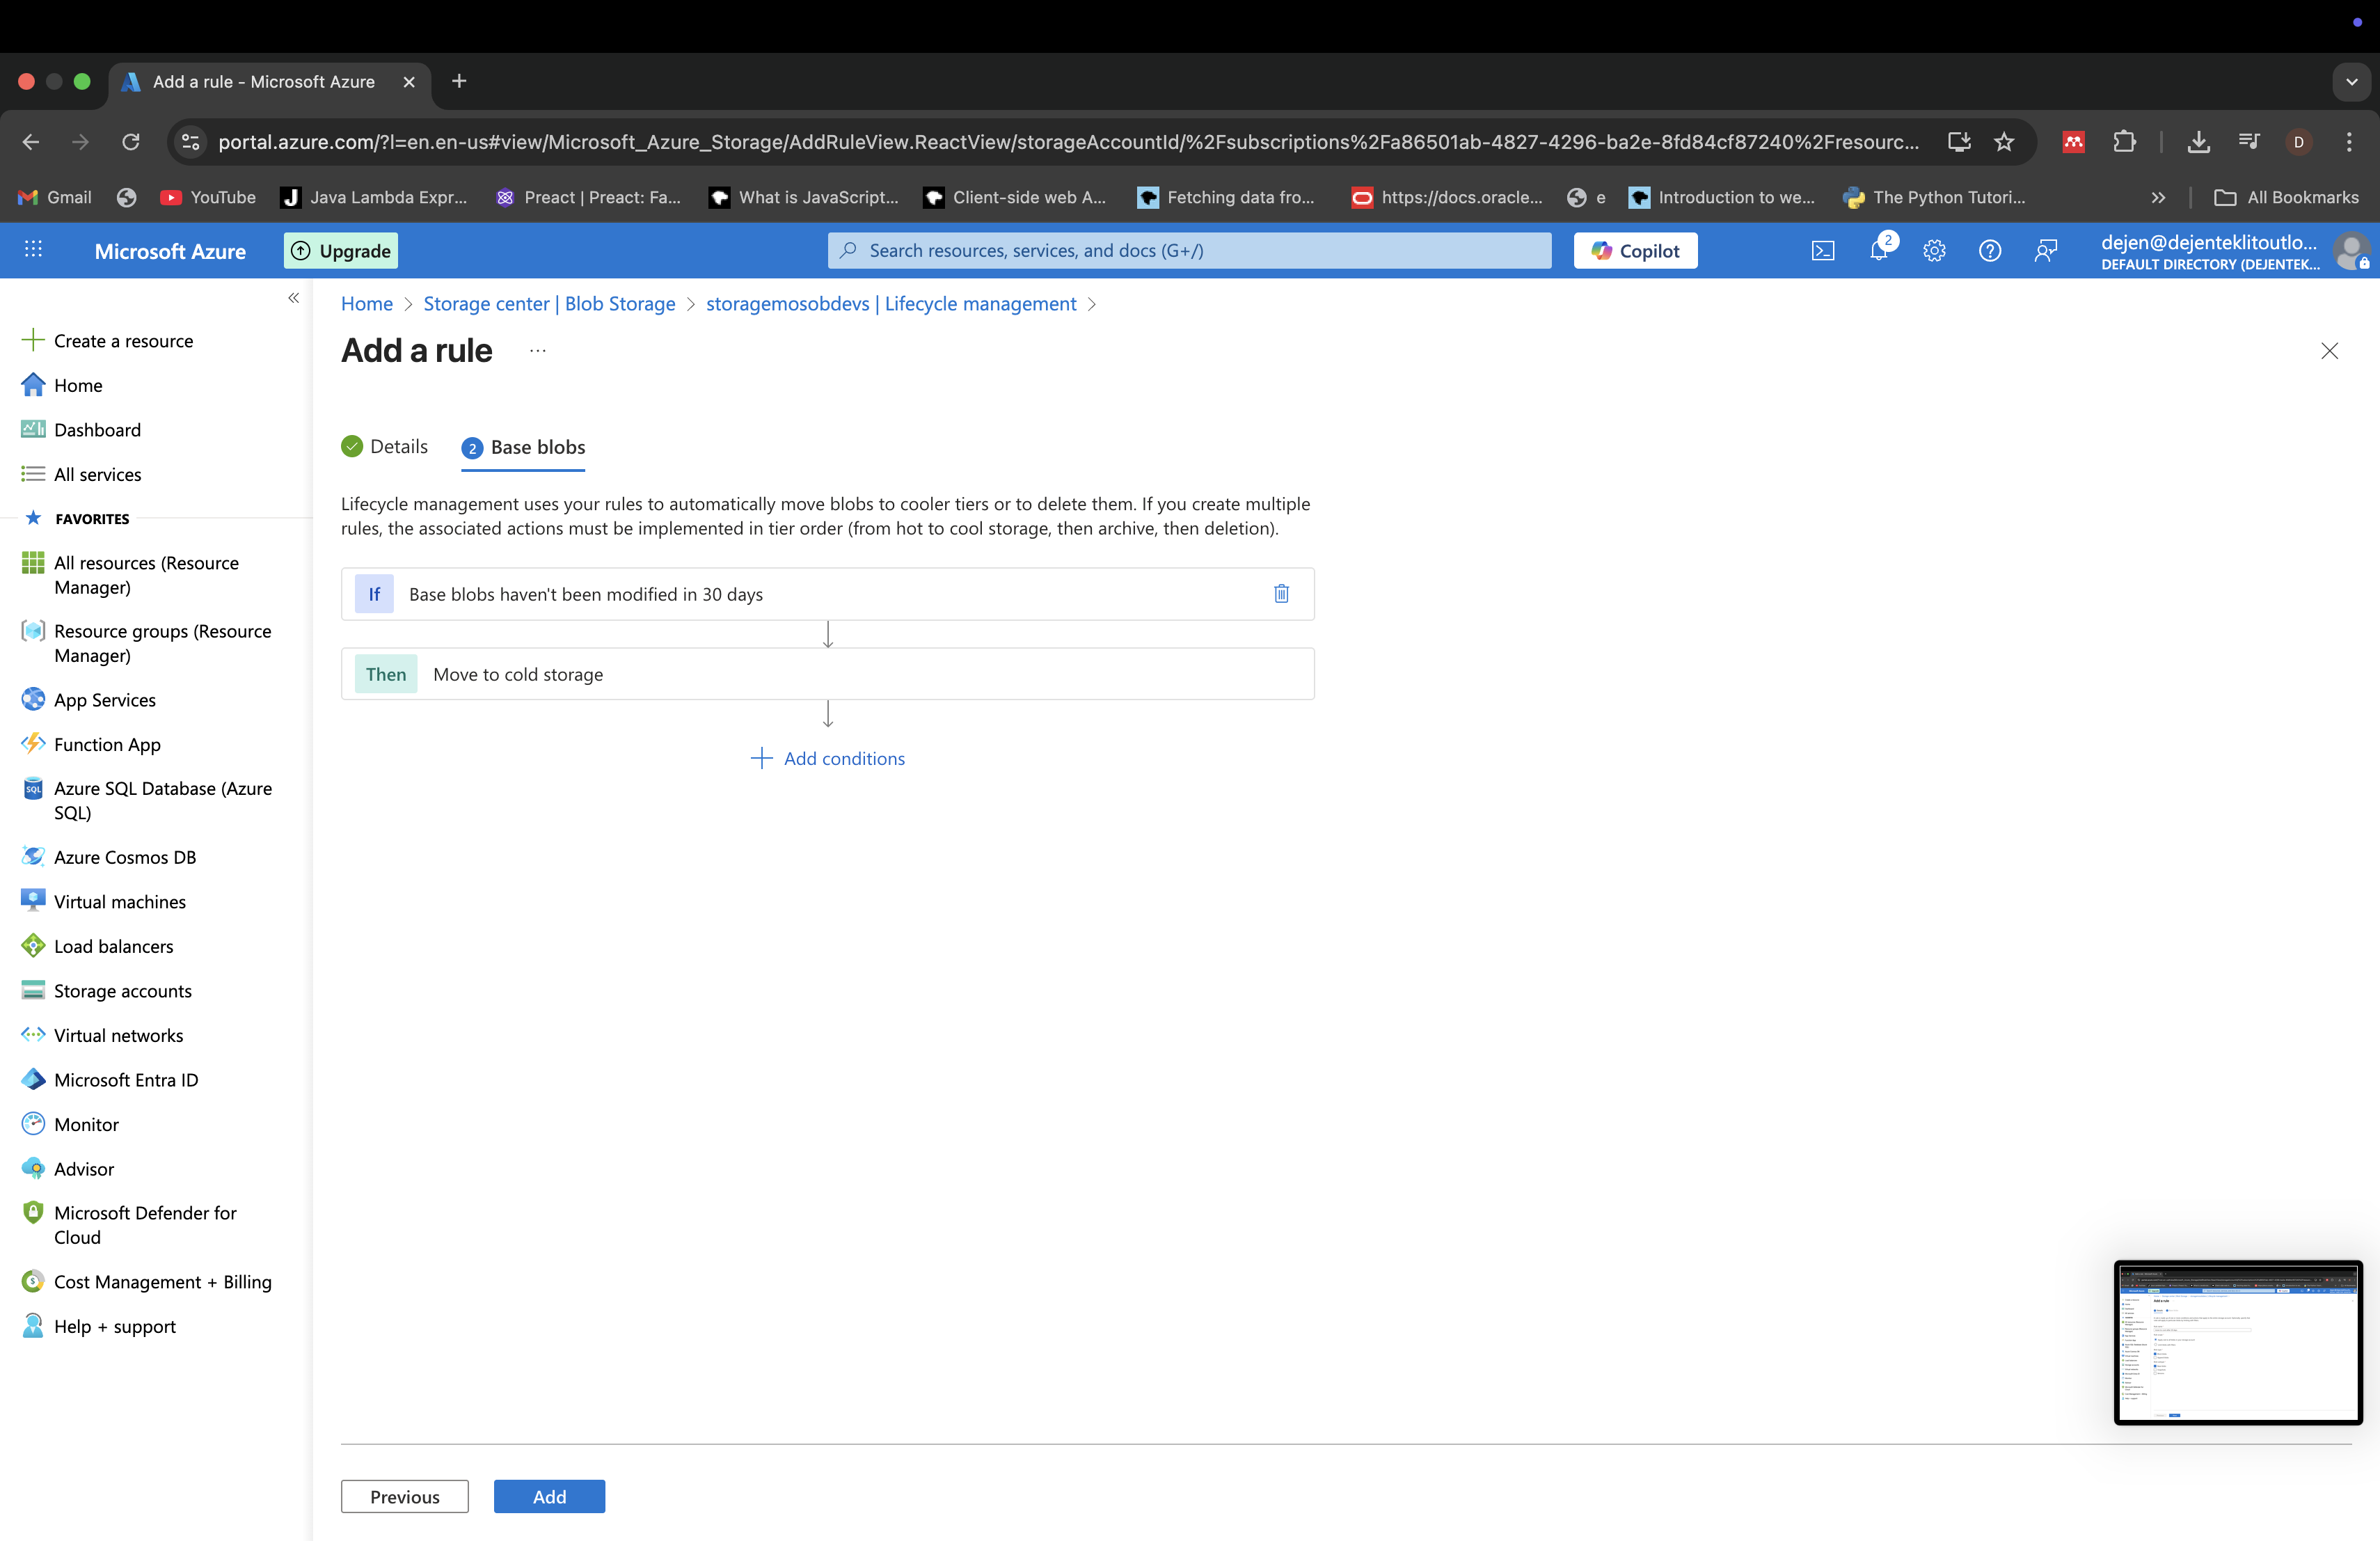 Add a rule - Microsoft Azure
portal.azure.com/?l=en.en-us#view/Microsoft_Azure_Storage/AddRuleView.ReactView/storageAccountId/%2Fsubscriptions%2Fa86501ab-4827-4296-ba2e-8fd84cf87240%2Fresourc...
D
Gmail
YouTube
Java Lambda Expr...
Preact | Preact: Fa...
What is JavaScript...
Client-side web A...
Fetching data fro...
https://docs.oracle...
e
Introduction to we...
The Python Tutori...
All Bookmarks
Microsoft Azure
Upgrade
Search resources, services, and docs (G+/)
Copilot
2
dejen@dejenteklitoutlo...
DEFAULT DIRECTORY (DEJENTEK...
Create a resource
Home
Dashboard
All services
FAVORITES
All resources (Resource
Manager)
Resource groups (Resource
Manager)
App Services
Function App
Azure SQL Database (Azure
SQL)
Azure Cosmos DB
Virtual machines
Load balancers
Storage accounts
Virtual networks
Microsoft Entra ID
Monitor
Advisor
Microsoft Defender for
Cloud
Cost Management + Billing
Help + support
Home > Storage center | Blob Storage > storagemosobdevs | Lifecycle management >
Add a rule ...
Details
2 Base blobs
Lifecycle management uses your rules to automatically move blobs to cooler tiers or to delete them. If you create multiple
rules, the associated actions must be implemented in tier order (from hot to cool storage, then archive, then deletion).
If Base blobs haven't been modified in 30 days
Then Move to cold storage
Add conditions
Previous
Add